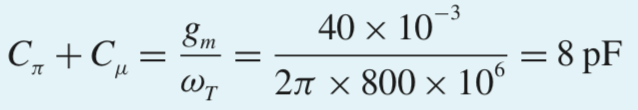 C_π + C_μ = g_m / ω_T = 40 × 10^−3 / 2π × 800 × 10^6 = 8 pF